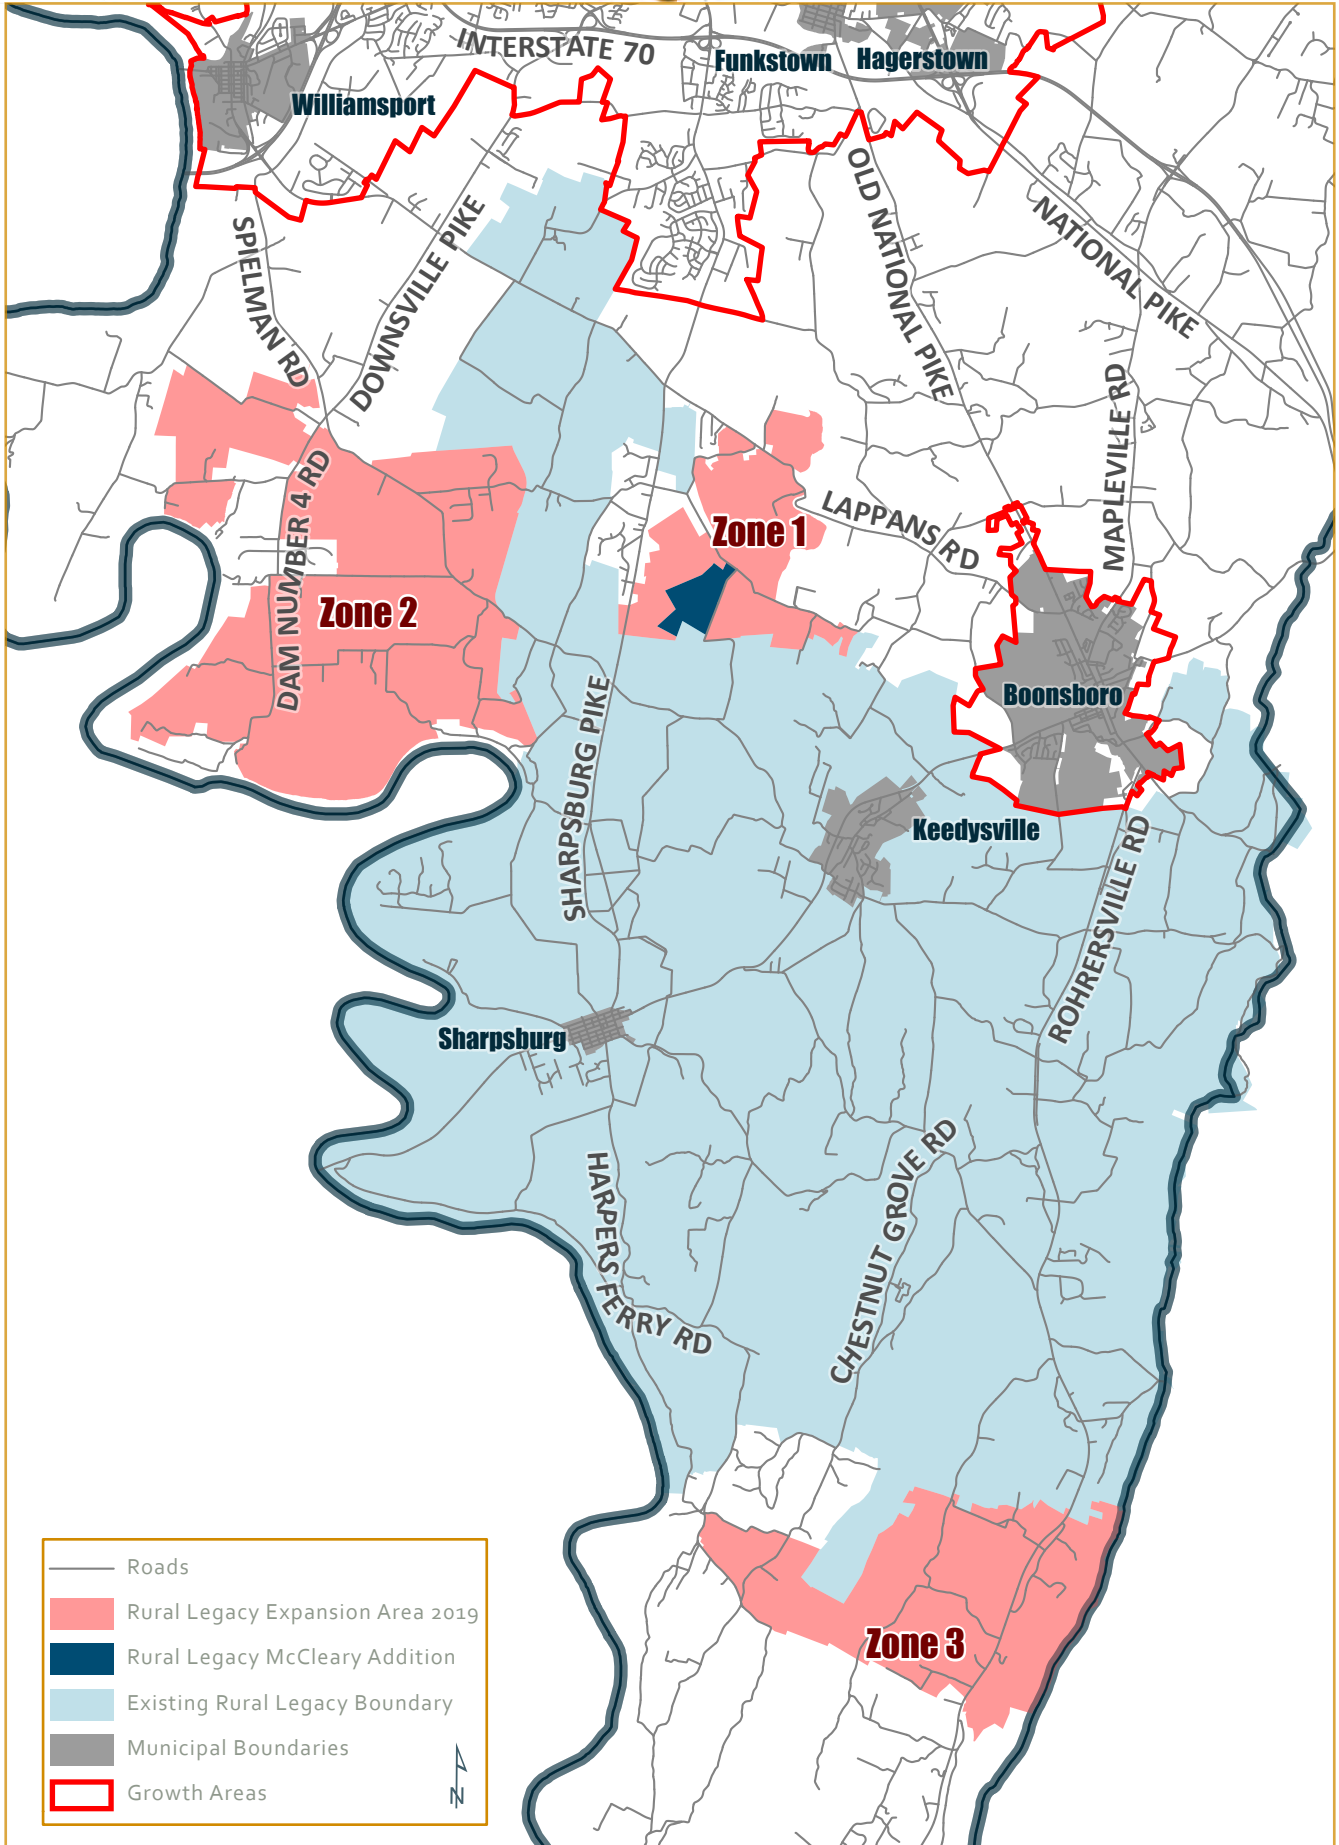 INTERSTATE 70
Funkstown
Hagerstown
Williamsport
OLD NATIONAL PIKE
NATIONAL PIKE
SPIELMAN RD
DOWNSVILLE PIKE
MAPLEVILLE RD
DAM NUMBER 4 RD
Zone 1
LAPPANS RD
Zone 2
Boonsboro
SHARPSBURG PIKE
Keedysville
ROHRERSVILLE RD
Sharpsburg
HARPERS FERRY RD
CHESTNUT GROVE RD
Zone 3
Roads
Rural Legacy Expansion Area 2019
Rural Legacy McCleary Addition
Existing Rural Legacy Boundary
Municipal Boundaries
Growth Areas
N